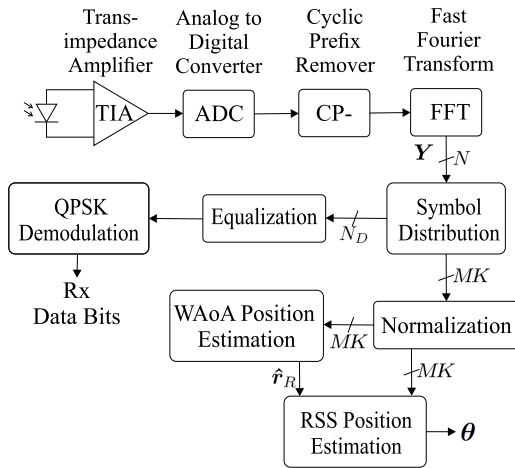 Trans-
impedance
Amplifier
Analog to
Digital
Converter
Cyclic
Prefix
Remover
Fast
Fourier
Transform
TIA
ADC
CP-
FFT
Y
N
QPSK
Demodulation
Equalization
N_D
Symbol
Distribution
Rx
Data Bits
MK
WAoA Position
Estimation
MK
Normalization
r̂_R
MK
RSS Position
Estimation
θ